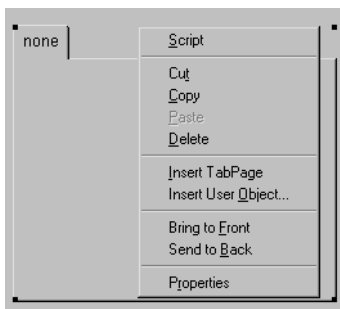 none
Script
Cut
Copy
Paste
Delete
Insert TabPage
Insert User Object...
Bring to Front
Send to Back
Properties